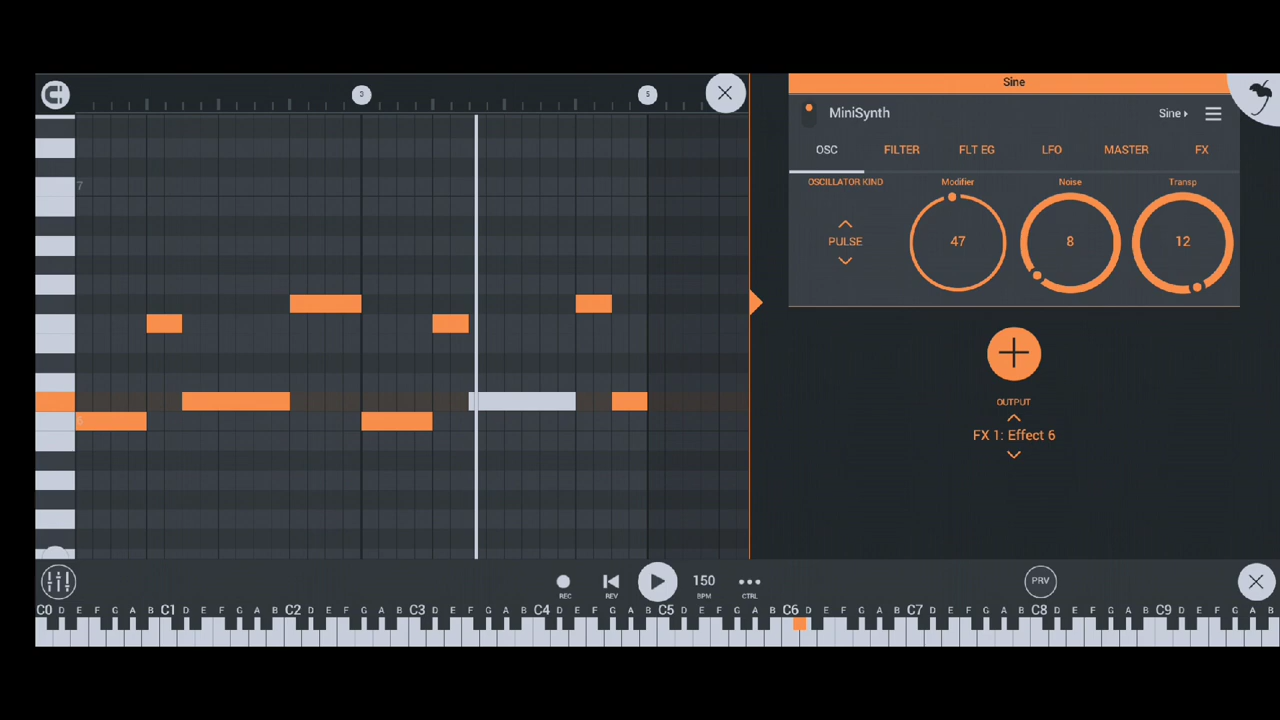 Sine
3
5
MiniSynth
Sine
OSC
FILTER
FLT EG
LFO
MASTER
FX
OSCILLATOR KIND
Modifier
Noise
Transp
PULSE
47
8
12
7
6
OUTPUT
FX 1: Effect 6
REC
REV
150
BPM
CTRL
PRV
C0 D E F G A B C1 D E F G A B C2 D E F G A B C3 D E F G A B C4 D E F G A B C5 D E F G A B C6 D E F G A B C7 D E F G A B C8 D E F G A B C9 D E F G A B